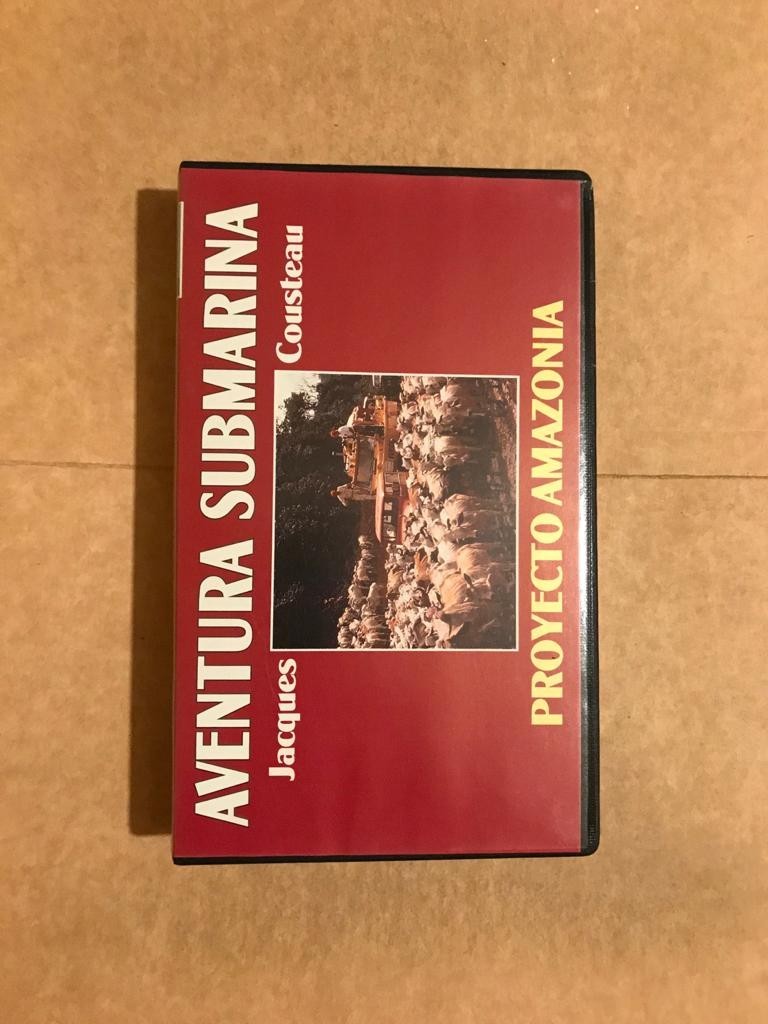 AVENTURA SUBMARINA
Jacques Cousteau
PROYECTO AMAZONIA